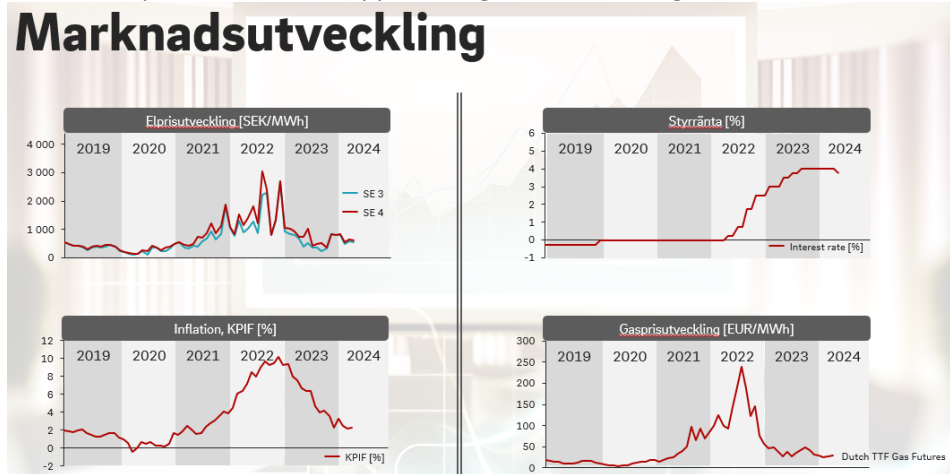 Marknadsutveckling
Elprisutveckling [SEK/MWh]
4 000
3 000
2 000
1 000
0
2019 2020 2021 2022 2023 2024
SE 3
SE 4
Styrränta [%]
6
5
4
3
2
1
0
-1
2019 2020 2021 2022 2023 2024
Interest rate [%]
Inflation, KPIF [%]
12
10
8
6
4
2
0
-2
2019 2020 2021 2022 2023 2024
KPIF [%]
Gasprisutveckling [EUR/MWh]
300
250
200
150
100
50
0
2019 2020 2021 2022 2023 2024
Dutch TTF Gas Futures